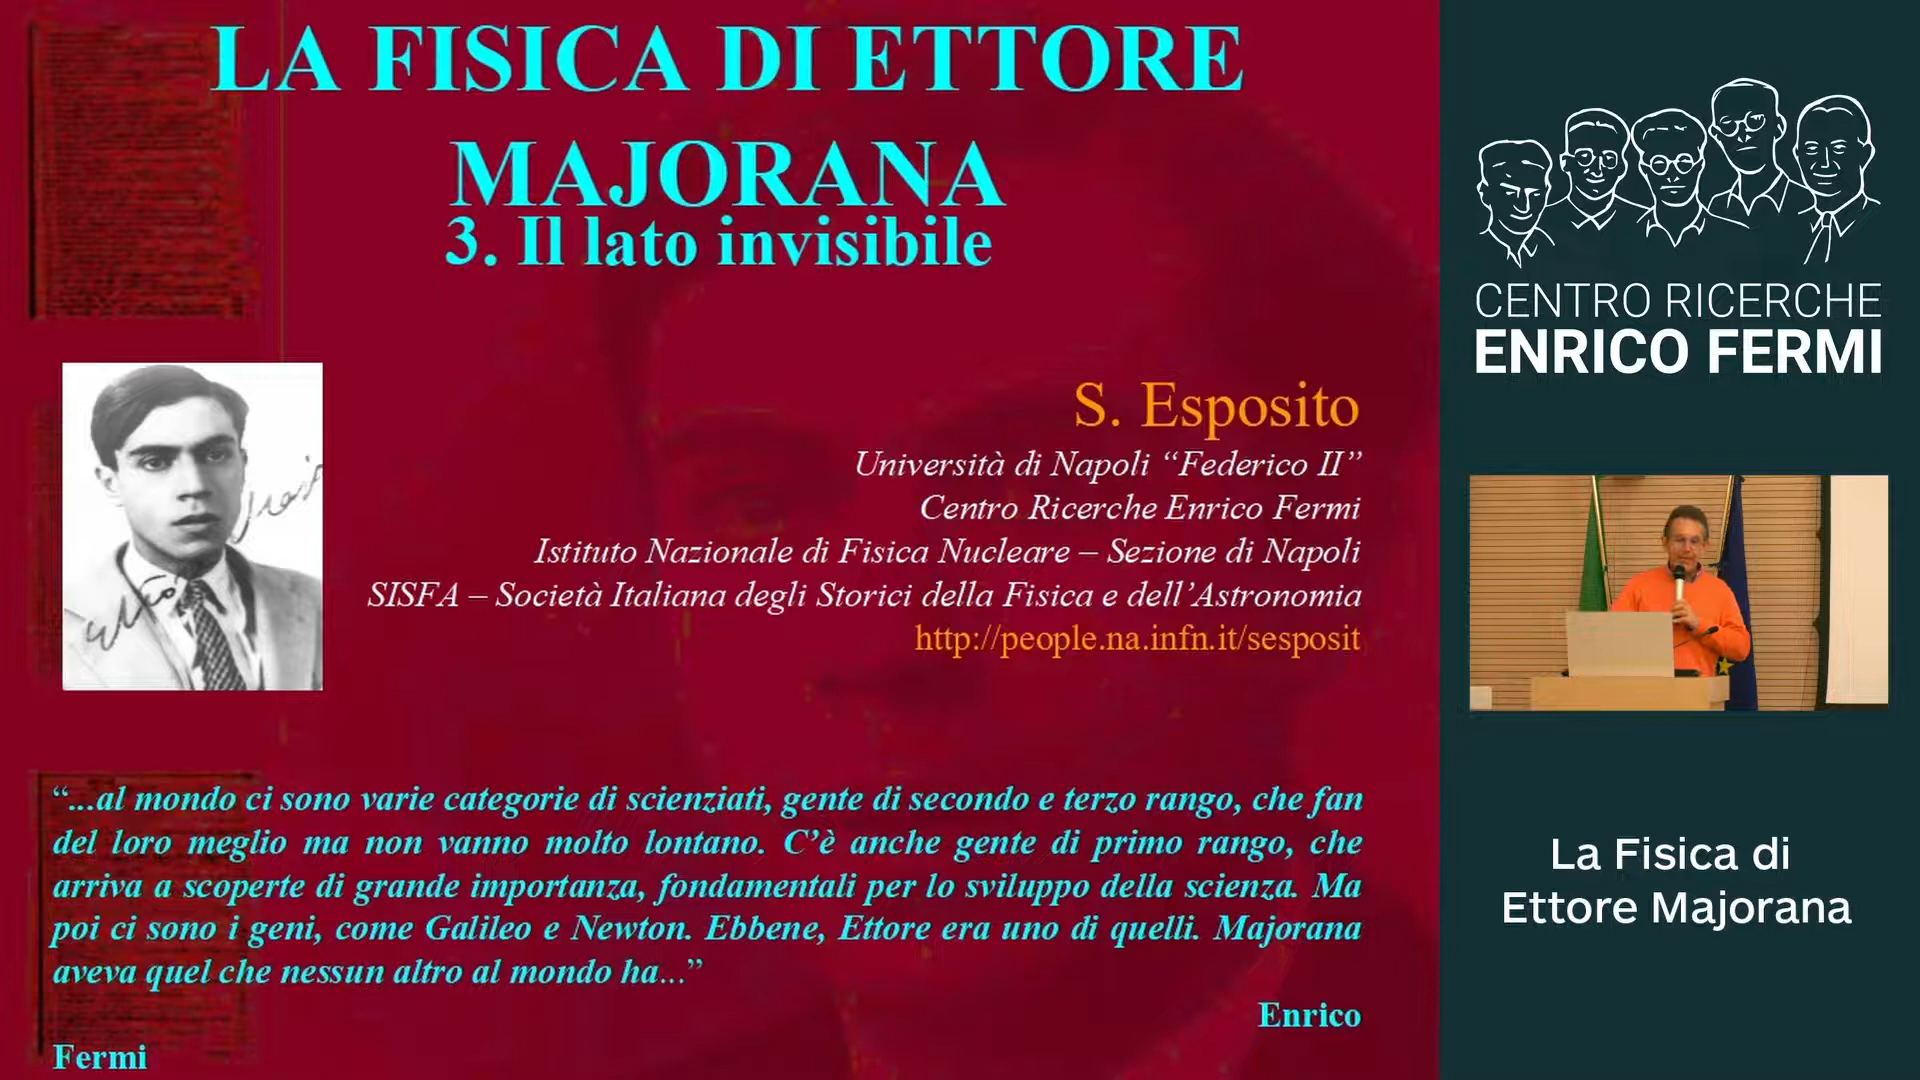 LA FISICA DI ETTORE
MAJORANA
3. Il lato invisibile
S. Esposito
Università di Napoli “Federico II”
Centro Ricerche Enrico Fermi
Istituto Nazionale di Fisica Nucleare – Sezione di Napoli
SISFA – Società Italiana degli Storici della Fisica e dell’Astronomia
http://people.na.infn.it/sesposit
“...al mondo ci sono varie categorie di scienziati, gente di secondo e terzo rango, che fan
del loro meglio ma non vanno molto lontano. C’è anche gente di primo rango, che
arriva a scoperte di grande importanza, fondamentali per lo sviluppo della scienza. Ma
poi ci sono i geni, come Galileo e Newton. Ebbene, Ettore era uno di quelli. Majorana
aveva quel che nessun altro al mondo ha...”
Enrico
Fermi
CENTRO RICERCHE
ENRICO FERMI
La Fisica di
Ettore Majorana